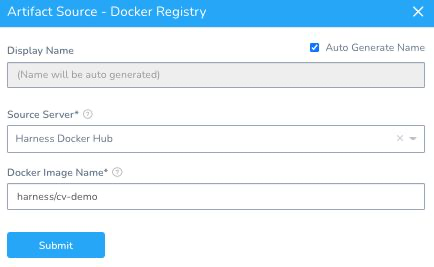 Artifact Source - Docker Registry
Display Name
Auto Generate Name
(Name will be auto generated)
Source Server*
Harness Docker Hub
Docker Image Name*
harness/cv-demo
Submit